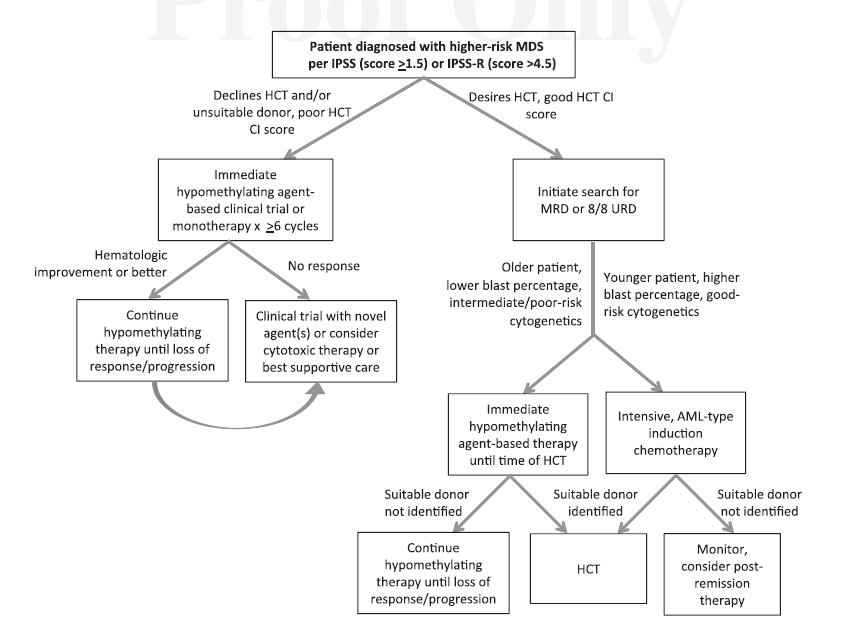 Proof Only
Patient diagnosed with higher-risk MDS
per IPSS (score ≥1.5) or IPSS-R (score >4.5)
Declines HCT and/or
unsuitable donor, poor HCT
CI score
Desires HCT, good HCT CI
score
Immediate
hypomethylating agent-
based clinical trial or
monotherapy x ≥6 cycles
Initiate search for
MRD or 8/8 URD
Hematologic
improvement or better
No response
Older patient,
lower blast percentage,
intermediate/poor-risk
cytogenetics
Younger patient, higher
blast percentage, good-
risk cytogenetics
Continue
hypomethylating
therapy until loss of
response/progression
Clinical trial with novel
agent(s) or consider
cytotoxic therapy or
best supportive care
Immediate
hypomethylating
agent-based therapy
until time of HCT
Intensive, AML-type
induction
chemotherapy
Suitable donor
not identified
Suitable donor
identified
Suitable donor
not identified
Continue
hypomethylating
therapy until loss of
response/progression
HCT
Monitor,
consider post-
remission
therapy